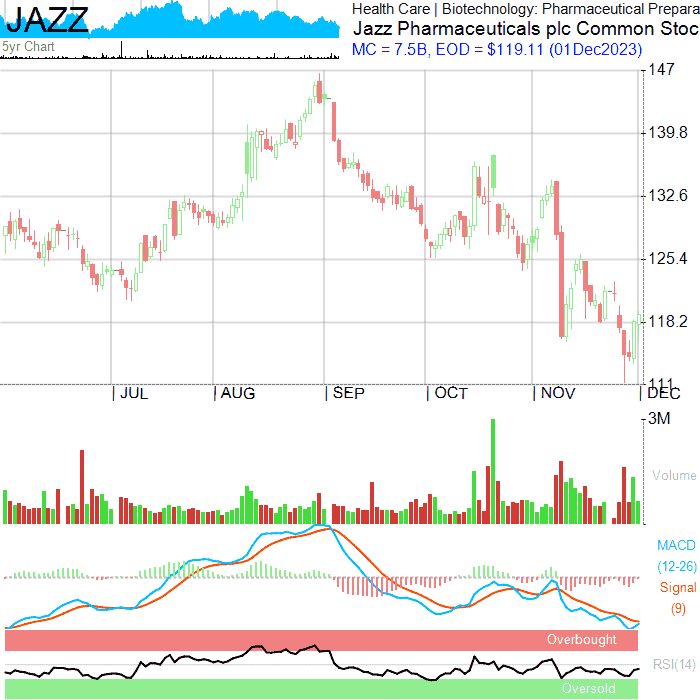 JAZZ
Health Care | Biotechnology: Pharmaceutical Prepara
Jazz Pharmaceuticals plc Common Stoc
5yr Chart
MC = 7.5B, EOD = $119.11 (01Dec2023)
147
139.8
132.6
125.4
118.2
111
| JUL | AUG | SEP | OCT | NOV | DEC
3M
Volume
MACD
(12-26)
Signal
(9)
Overbought
RSI(14)
Oversold